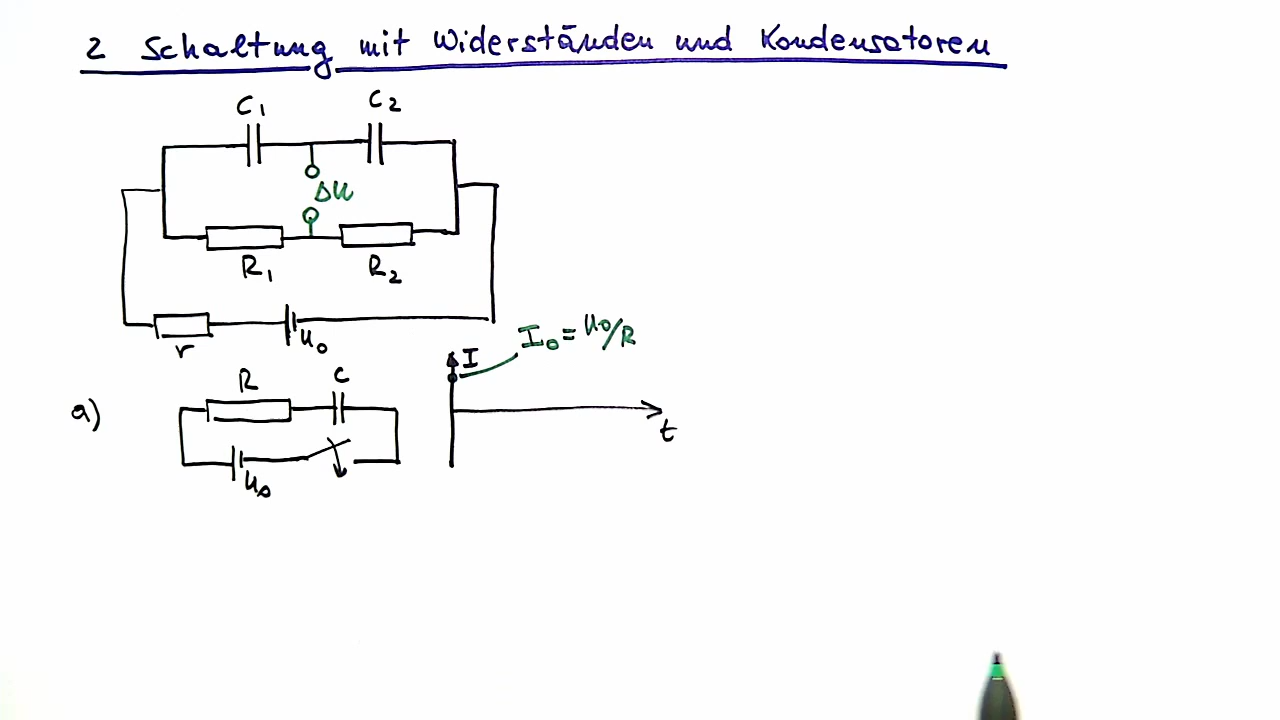 2 Schaltung mit Widerständen und Kondensatoren
C1 C2
ΔU
R1 R2
r U0
I0 = U0/R
I
a) R C
t
U0